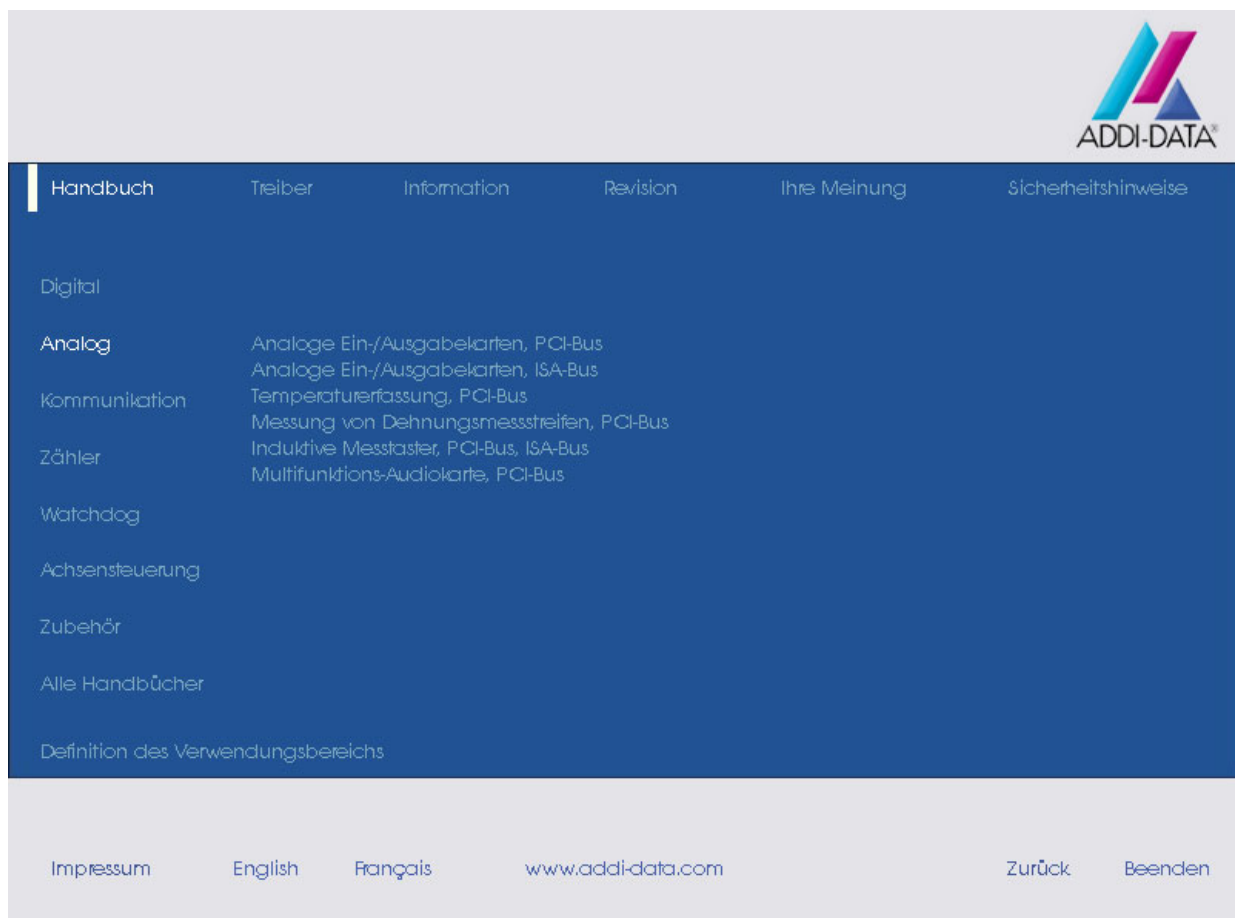 ADDI-DATA®
Handbuch Treiber Information Revision Ihre Meinung Sicherheitshinweise
Digital
Analog
Analoge Ein-/Ausgabekarten, PCI-Bus
Analoge Ein-/Ausgabekarten, ISA-Bus
Temperaturerfassung, PCI-Bus
Messung von Dehnungsmessstreifen, PCI-Bus
Induktive Messtaster, PCI-Bus, ISA-Bus
Multifunktions-Audiokarte, PCI-Bus
Kommunikation
Zähler
Watchdog
Achsensteuerung
Zubehör
Alle Handbücher
Definition des Verwendungsbereichs
Impressum English Français www.addi-data.com Zurück Beenden